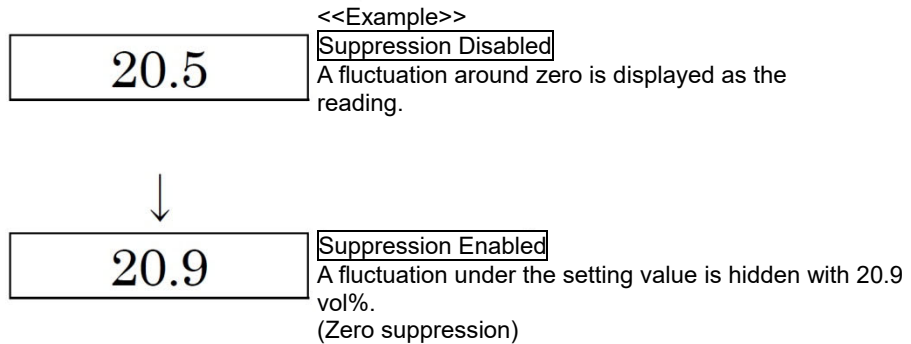 <<Example>>
Suppression Disabled
20.5
A fluctuation around zero is displayed as the
reading.
↓
Suppression Enabled
20.9
A fluctuation under the setting value is hidden with 20.9
vol%.
(Zero suppression)